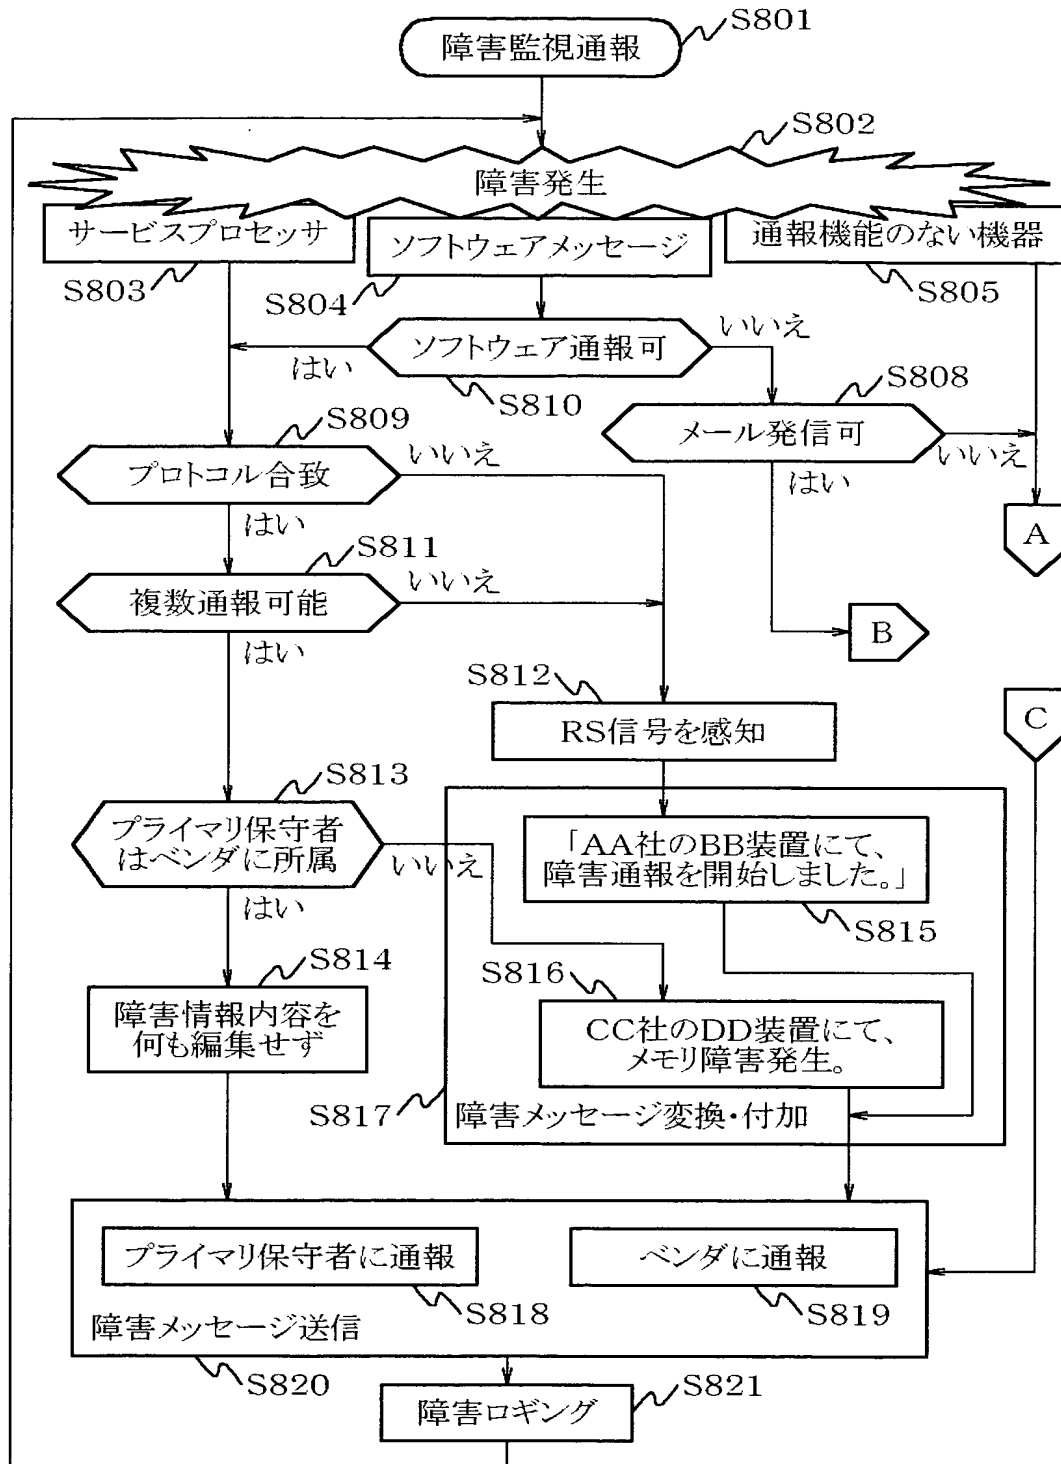 障害監視通報
S801
S802
障害発生
サービスプロセッサ
ソフトウェアメッセージ
通報機能のない機器
S803
S804
S805
ソフトウェア通報可
はい
いいえ
S810
S808
メール発信可
いいえ
はい
S809
プロトコル合致
いいえ
はい
A
S811
複数通報可能
いいえ
はい
B
S812
RS信号を感知
C
S813
プライマリ保守者
はベンダに所属
いいえ
はい
「AA社のBB装置にて、
障害通報を開始しました。」
S815
S814
障害情報内容を
何も編集せず
S816
CC社のDD装置にて、
メモリ障害発生。
S817
障害メッセージ変換・付加
プライマリ保守者に通報
S818
ベンダに通報
S819
障害メッセージ送信
S820
S821
障害ロギング